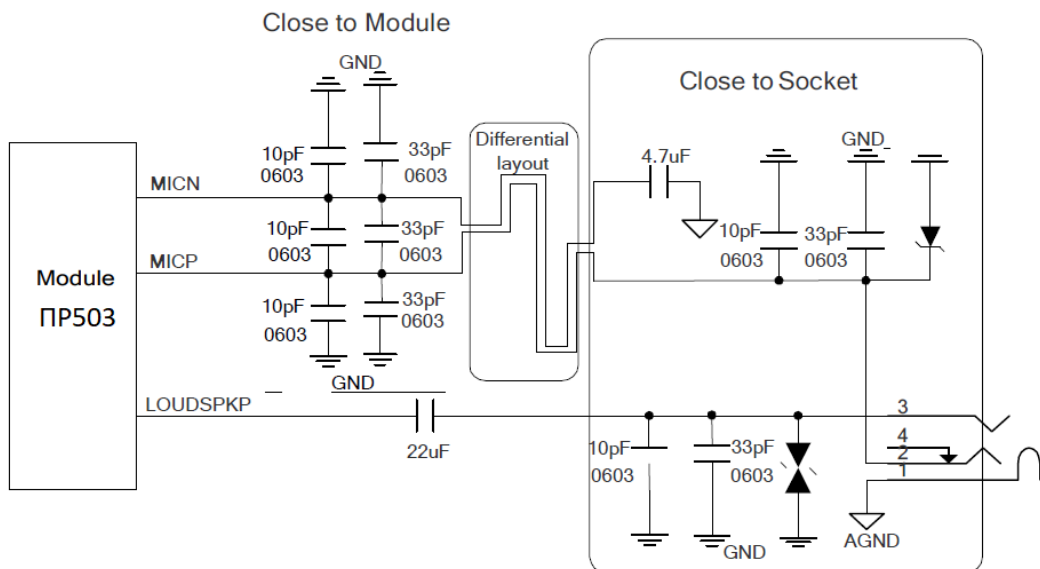 Close to Module
GND
Close to Socket
10pF
0603
33pF
0603
Differential
layout
4.7uF
GND
MICN
10pF
0603
33pF
0603
10pF
0603
33pF
0603
MICP
Module
ПР503
10pF
0603
33pF
0603
GND
LOUDSPKP
22uF
3
4
2
1
10pF
0603
33pF
0603
GND
AGND